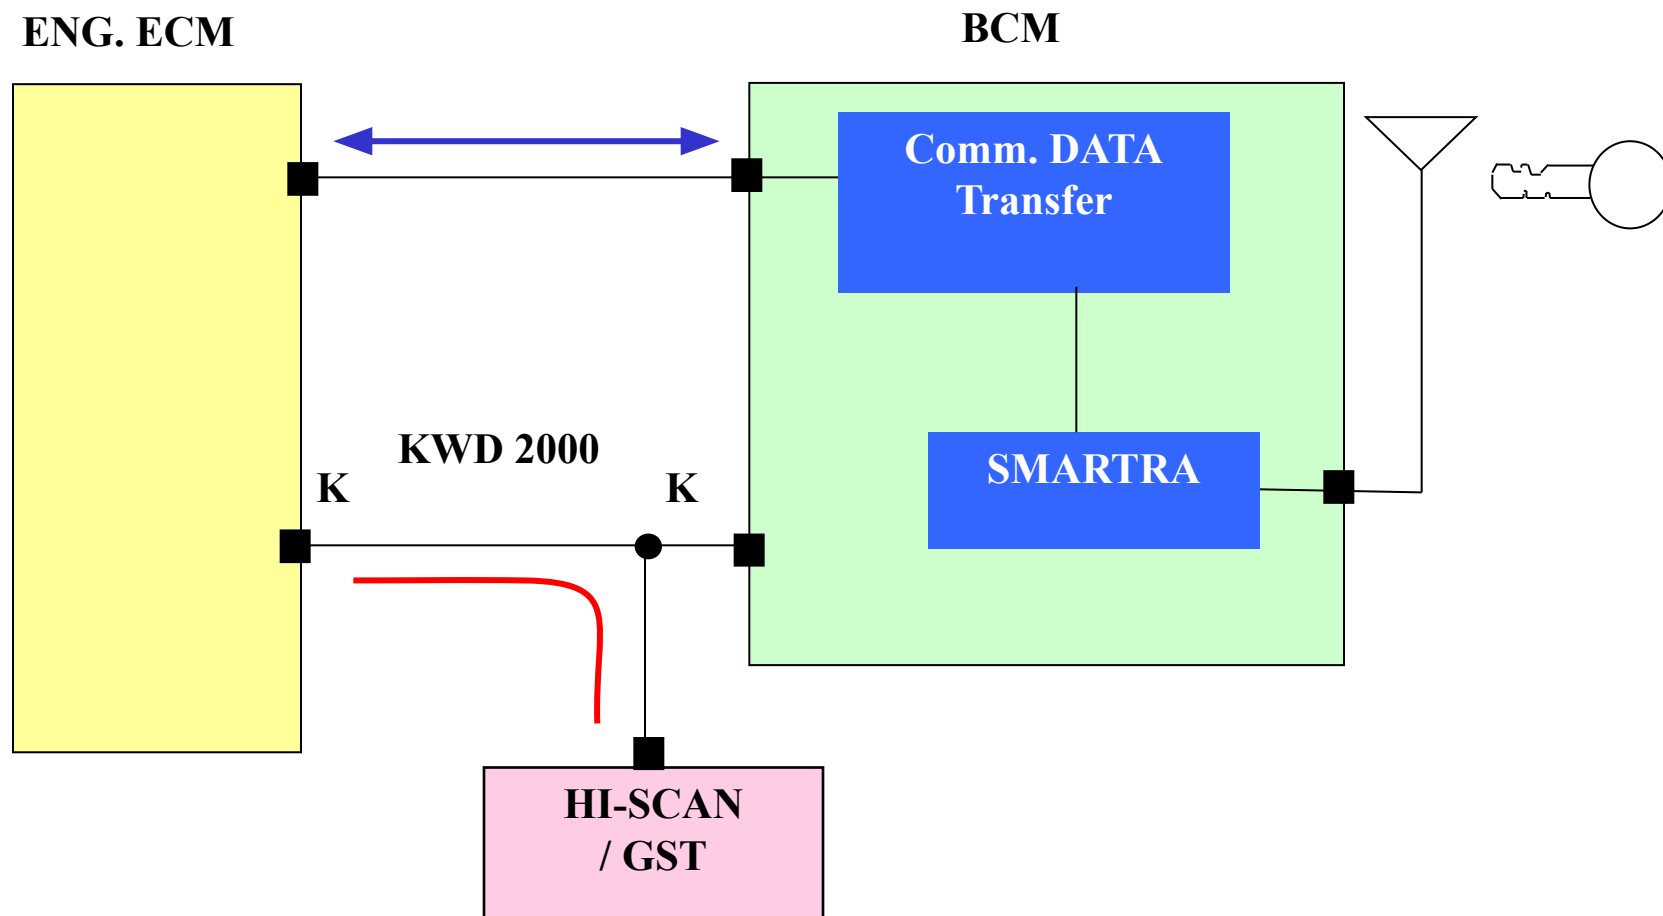 ENG. ECM
BCM
Comm. DATA
Transfer
KWD 2000
K
K
SMARTRA
HI-SCAN
/ GST